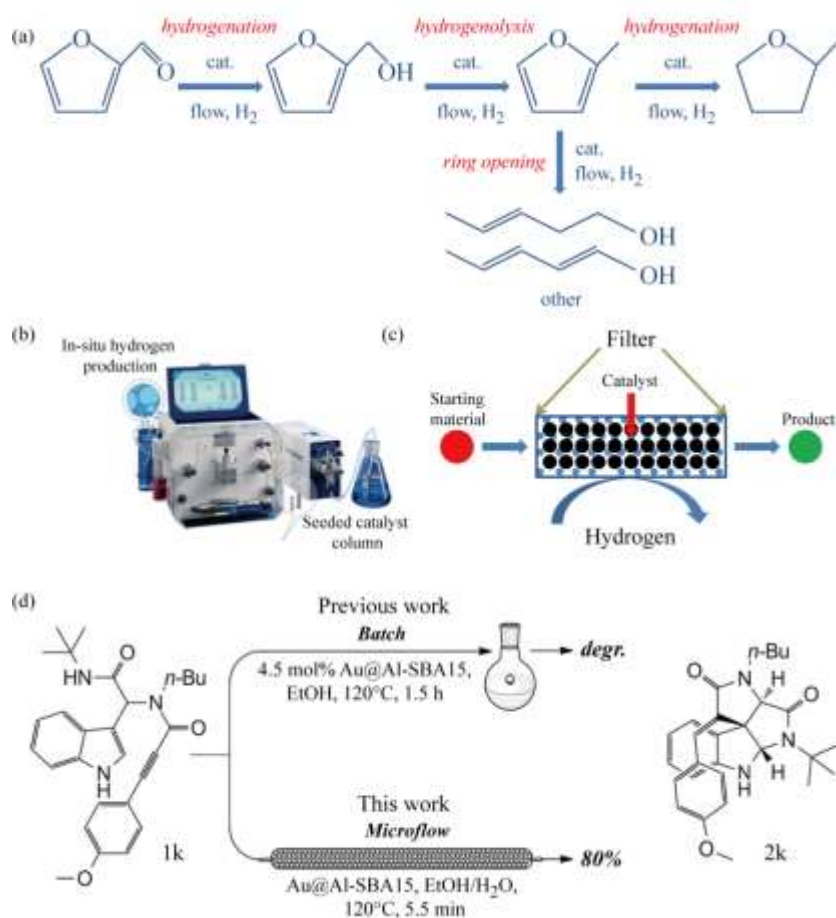 (a)
hydrogenation
hydrogenolysis
hydrogenation
O
O
cat.
flow, H2
O
OH
cat.
flow, H2
O
cat.
flow, H2
O
ring opening
cat.
flow, H2
OH
OH
other
(b)
In-situ hydrogen
production
Seeded catalyst
column
(c)
Filter
Catalyst
Starting
material
Product
Hydrogen
(d)
Previous work
Batch
4.5 mol% Au@Al-SBA15,
EtOH, 120°C, 1.5 h
degr.
HN
O
n-Bu
N
O
N
H
O
1k
This work
Microflow
80%
Au@Al-SBA15, EtOH/H2O,
120°C, 5.5 min
n-Bu
O
N
H
O
N
N
H
H
O
2k